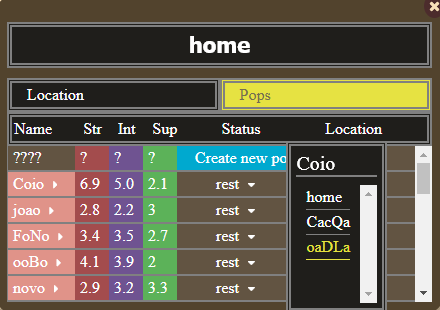 home
Location Pops
Name Str Int Sup Status Location
???? ? ? ? Create new po
Coio 6.9 5.0 2.1 rest
joao 2.8 2.2 3 rest
FoNo 3.4 3.5 2.7 rest
ooBo 4.1 3.9 2 rest
novo 2.9 3.2 3.3 rest
Coio
home
CacQa
oaDLa